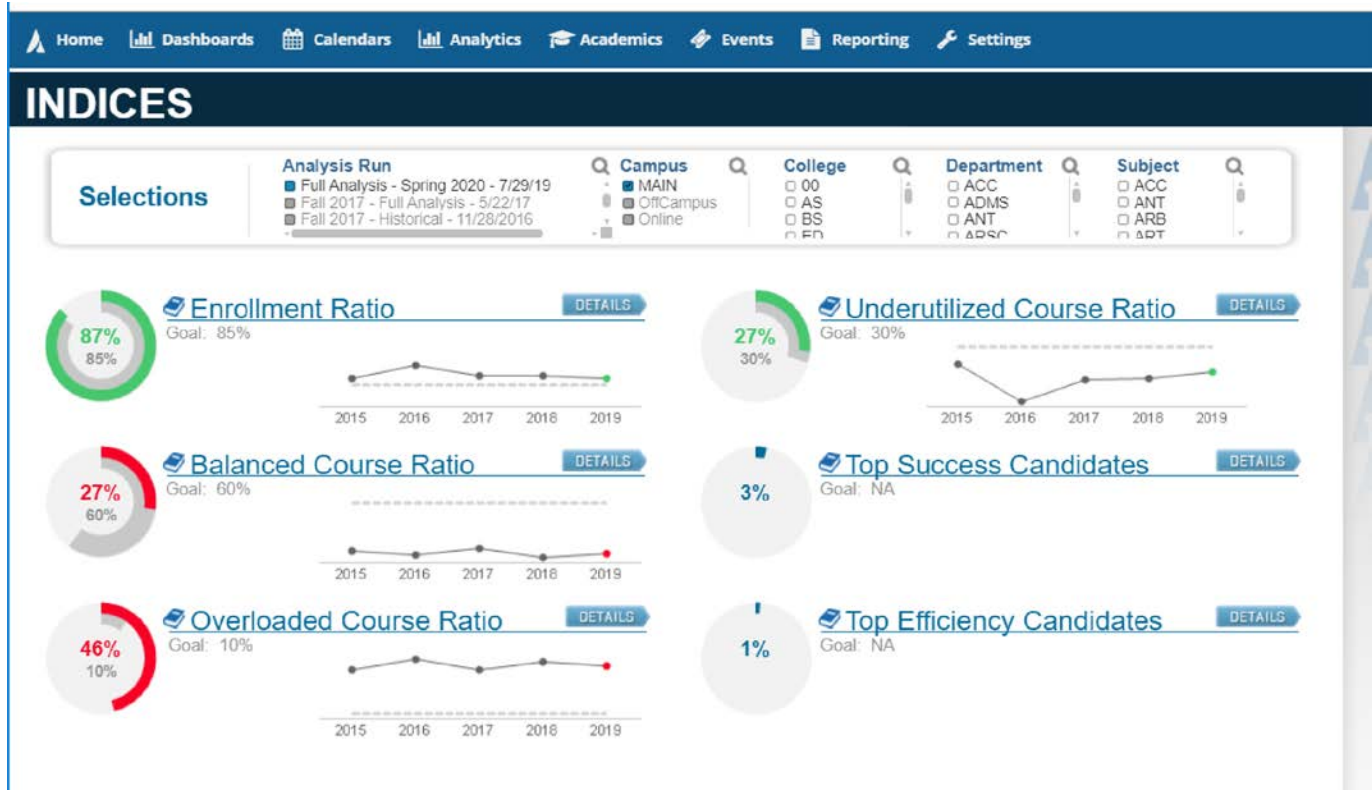 Home Dashboards Calendars Analytics Academics Events Reporting Settings
INDICES
Selections
Analysis Run
Full Analysis - Spring 2020 - 7/29/19
Fall 2017 - Full Analysis - 5/22/17
Fall 2017 - Historical - 11/28/2016
Campus
MAIN
OffCampus
Online
College
00
AS
BS
ED
Department
ACC
ADMS
ANT
ARSC
Subject
ACC
ANT
ARB
ART
87%
85%
Enrollment Ratio DETAILS
Goal: 85%
2015 2016 2017 2018 2019
27%
30%
Underutilized Course Ratio DETAILS
Goal: 30%
2015 2016 2017 2018 2019
27%
60%
Balanced Course Ratio DETAILS
Goal: 60%
2015 2016 2017 2018 2019
3%
Top Success Candidates DETAILS
Goal: NA
46%
10%
Overloaded Course Ratio DETAILS
Goal: 10%
2015 2016 2017 2018 2019
1%
Top Efficiency Candidates DETAILS
Goal: NA